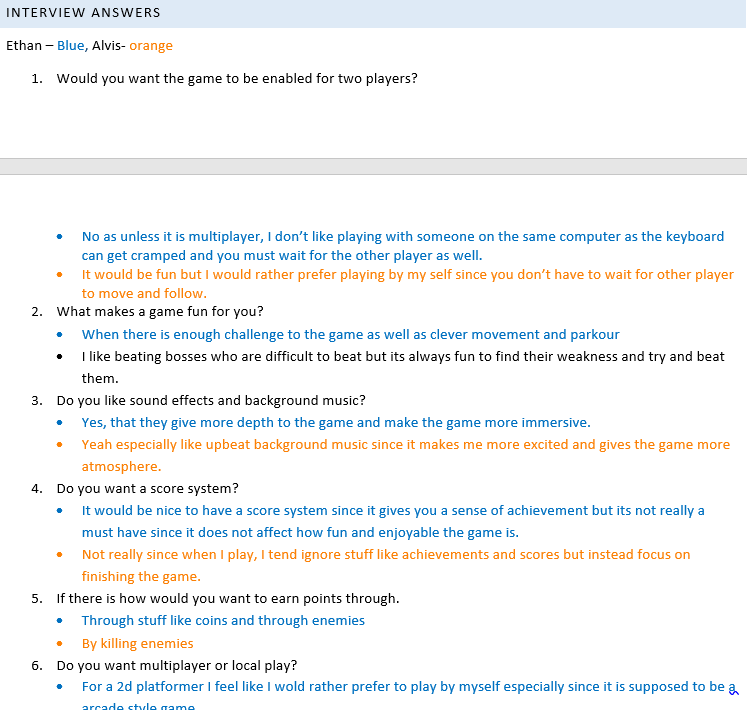 INTERVIEW ANSWERS
Ethan – Blue, Alvis- orange
1. Would you want the game to be enabled for two players?
• No as unless it is multiplayer, I don't like playing with someone on the same computer as the keyboard
can get cramped and you must wait for the other player as well.
• It would be fun but I would rather prefer playing by my self since you don't have to wait for other player
to move and follow.
2. What makes a game fun for you?
• When there is enough challenge to the game as well as clever movement and parkour
• I like beating bosses who are difficult to beat but its always fun to find their weakness and try and beat
them.
3. Do you like sound effects and background music?
• Yes, that they give more depth to the game and make the game more immersive.
• Yeah especially like upbeat background music since it makes me more excited and gives the game more
atmosphere.
4. Do you want a score system?
• It would be nice to have a score system since it gives you a sense of achievement but its not really a
must have since it does not affect how fun and enjoyable the game is.
• Not really since when I play, I tend ignore stuff like achievements and scores but instead focus on
finishing the game.
5. If there is how would you want to earn points through.
• Through stuff like coins and through enemies
• By killing enemies
6. Do you want multiplayer or local play?
• For a 2d platformer I feel like I wold rather prefer to play by myself especially since it is supposed to be a
arcade style game